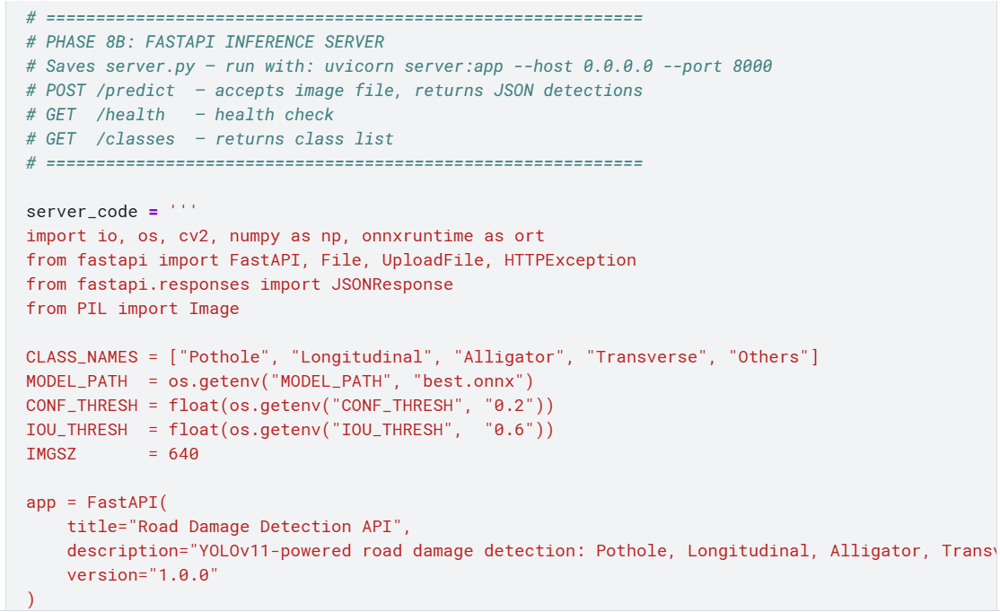 # ===========================================================
# PHASE 8B: FASTAPI INFERENCE SERVER
# Saves server.py — run with: uvicorn server:app --host 0.0.0.0 --port 8000
# POST /predict  — accepts image file, returns JSON detections
# GET  /health   — health check
# GET  /classes  — returns class list
# ===========================================================

server_code = '''
import io, os, cv2, numpy as np, onnxruntime as ort
from fastapi import FastAPI, File, UploadFile, HTTPException
from fastapi.responses import JSONResponse
from PIL import Image

CLASS_NAMES = ["Pothole", "Longitudinal", "Alligator", "Transverse", "Others"]
MODEL_PATH  = os.getenv("MODEL_PATH", "best.onnx")
CONF_THRESH = float(os.getenv("CONF_THRESH", "0.2"))
IOU_THRESH  = float(os.getenv("IOU_THRESH",  "0.6"))
IMGSZ       = 640

app = FastAPI(
    title="Road Damage Detection API",
    description="YOLOv11-powered road damage detection: Pothole, Longitudinal, Alligator,
    version="1.0.0"
)